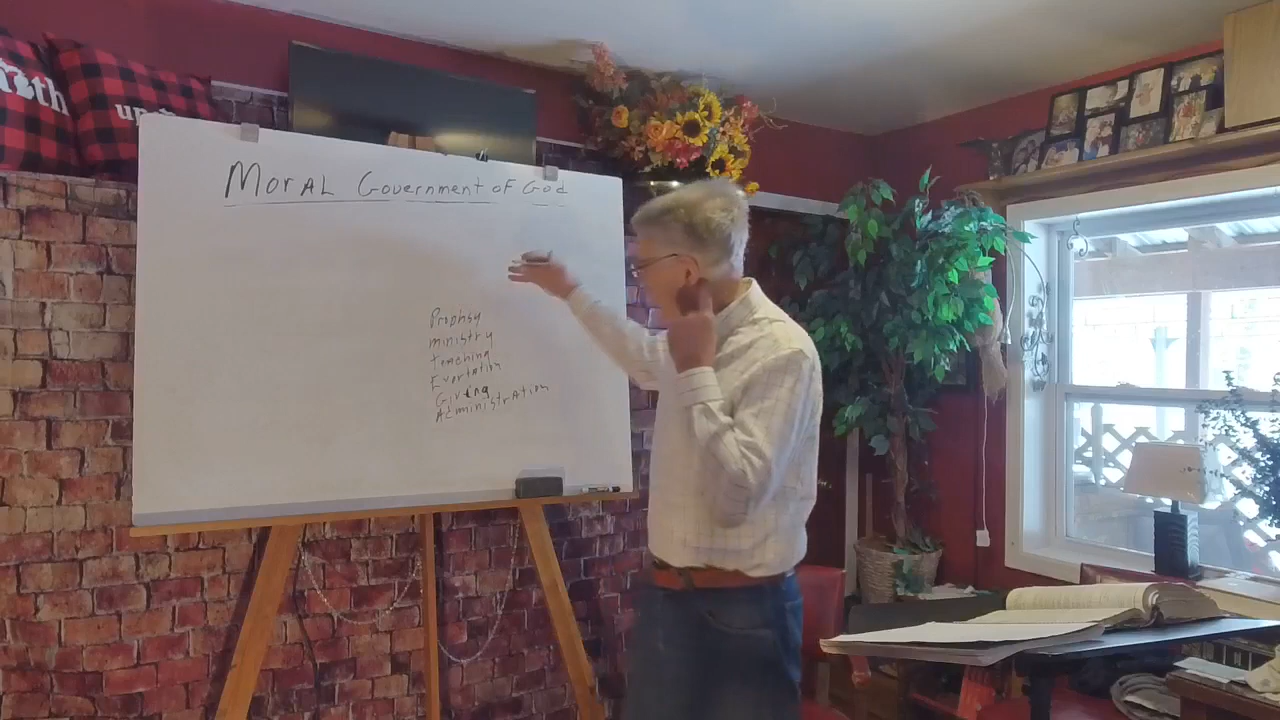 MorAL Government of God
Prophsy
ministry
teaching
Exortation
Giving
AdministrAtion